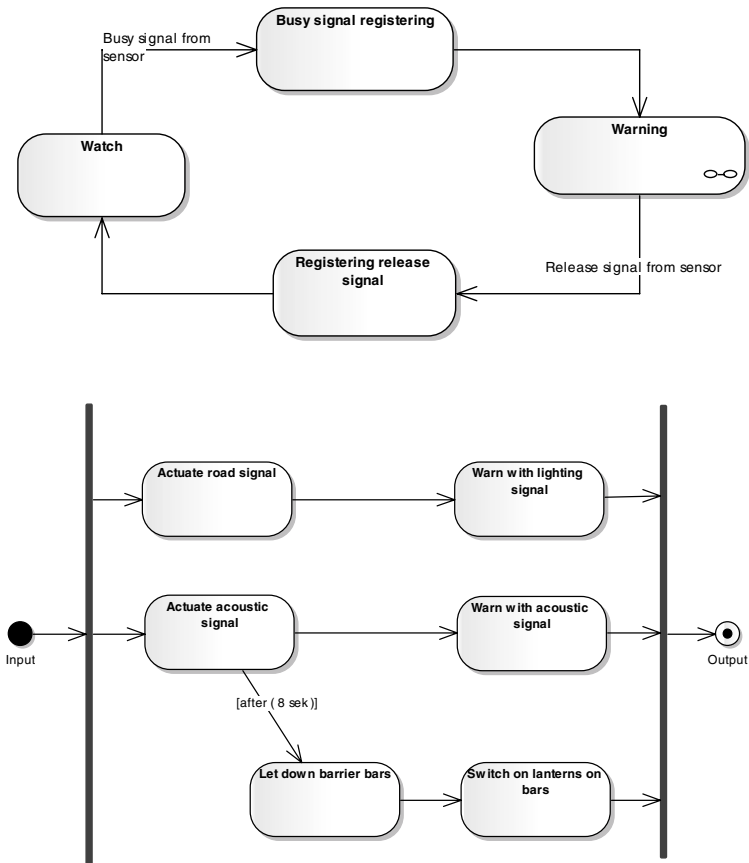 Busy signal registering
Busy signal from
sensor
Warning
Watch
Registering release
signal
Release signal from sensor
Actuate road signal
Warn with lighting
signal
Actuate acoustic
signal
Warn with acoustic
signal
Input
Output
[after ( 8 sek )]
Let down barrier bars
Switch on lanterns on
bars